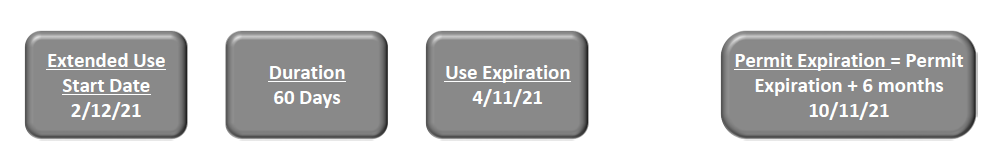 Extended Use
Start Date
2/12/21
Duration
60 Days
Use Expiration
4/11/21
Permit Expiration = Permit
Expiration + 6 months
10/11/21